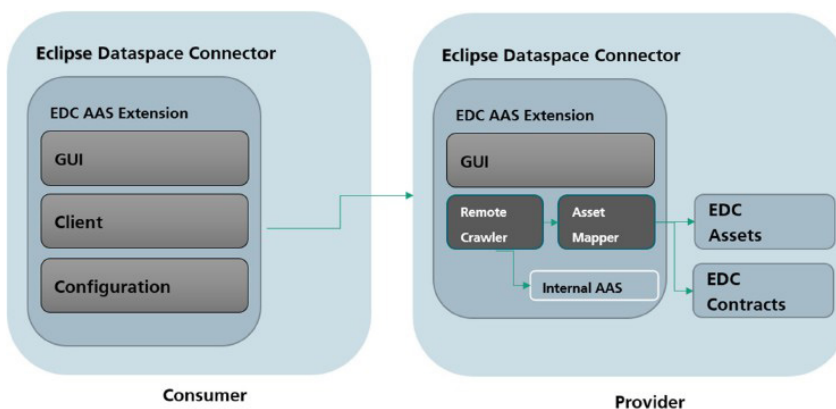 Eclipse Dataspace Connector
EDC AAS Extension
GUI
Client
Configuration
Consumer
Eclipse Dataspace Connector
EDC AAS Extension
GUI
Remote
Crawler
Asset
Mapper
Internal AAS
EDC
Assets
EDC
Contracts
Provider